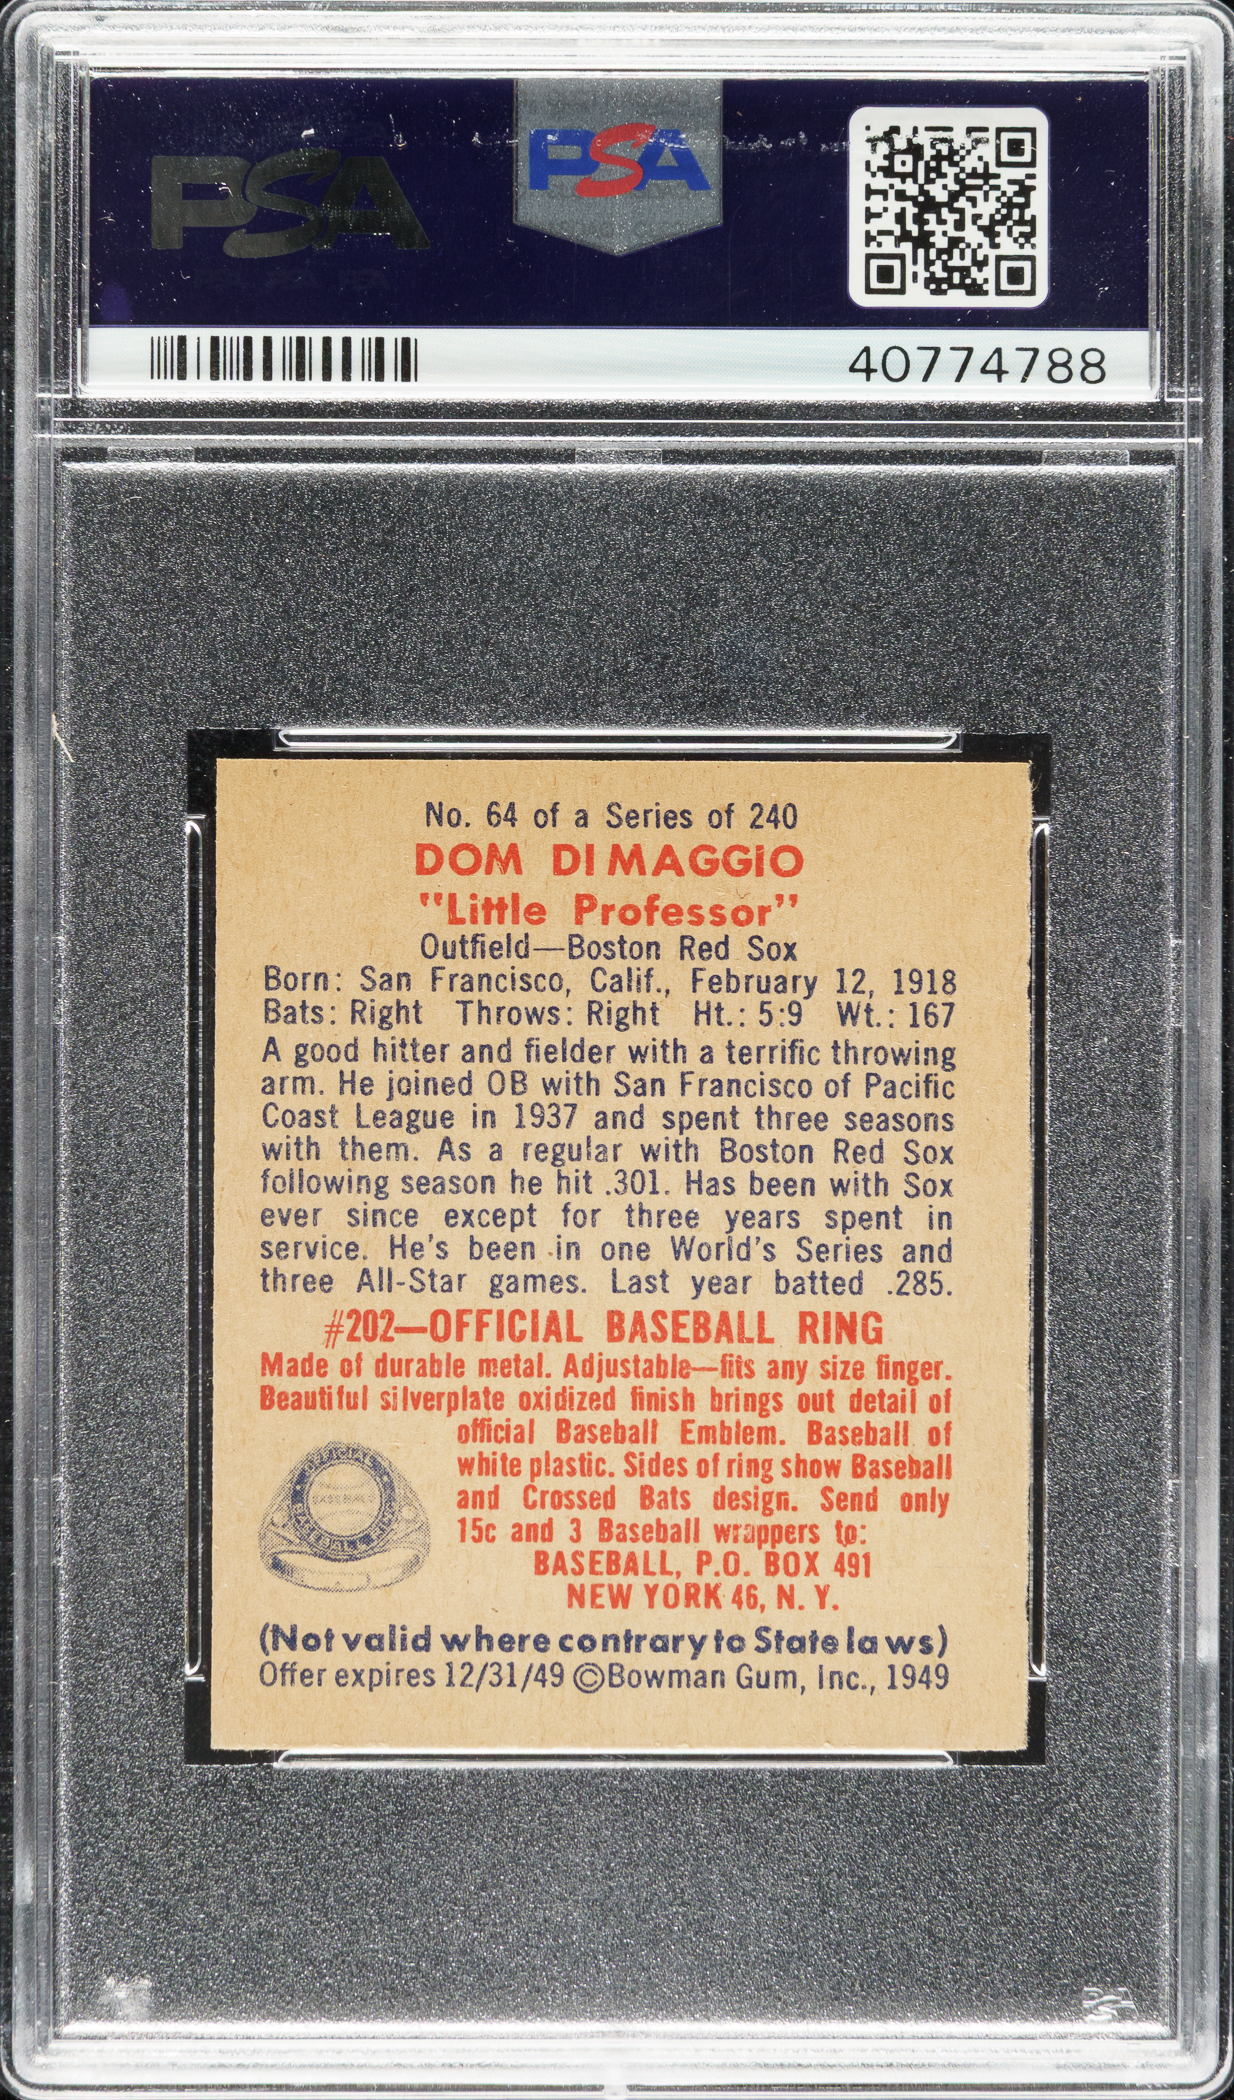 PSA
PSA
40774788
No. 64 of a Series of 240
DOM DI MAGGIO
"Little Professor"
Outfield—Boston Red Sox
Born: San Francisco, Calif., February 12, 1918
Bats: Right Throws: Right Ht.: 5:9 Wt.: 167
A good hitter and fielder with a terrific throwing
arm. He joined OB with San Francisco of Pacific
Coast League in 1937 and spent three seasons
with them. As a regular with Boston Red Sox
following season he hit .301. Has been with Sox
ever since except for three years spent in
service. He's been in one World's Series and
three All-Star games. Last year batted .285.
#202—OFFICIAL BASEBALL RING
Made of durable metal. Adjustable—fits any size finger.
Beautiful silverplate oxidized finish brings out detail of
official Baseball Emblem. Baseball of
white plastic. Sides of ring show Baseball
and Crossed Bats design. Send only
15c and 3 Baseball wrappers to:
BASEBALL, P.O. BOX 491
NEW YORK 46, N. Y.
OFFICIAL
BASEBALL
BASEBALL RING
(Not valid where contrary to State laws)
Offer expires 12/31/49 ©Bowman Gum, Inc., 1949
PSA